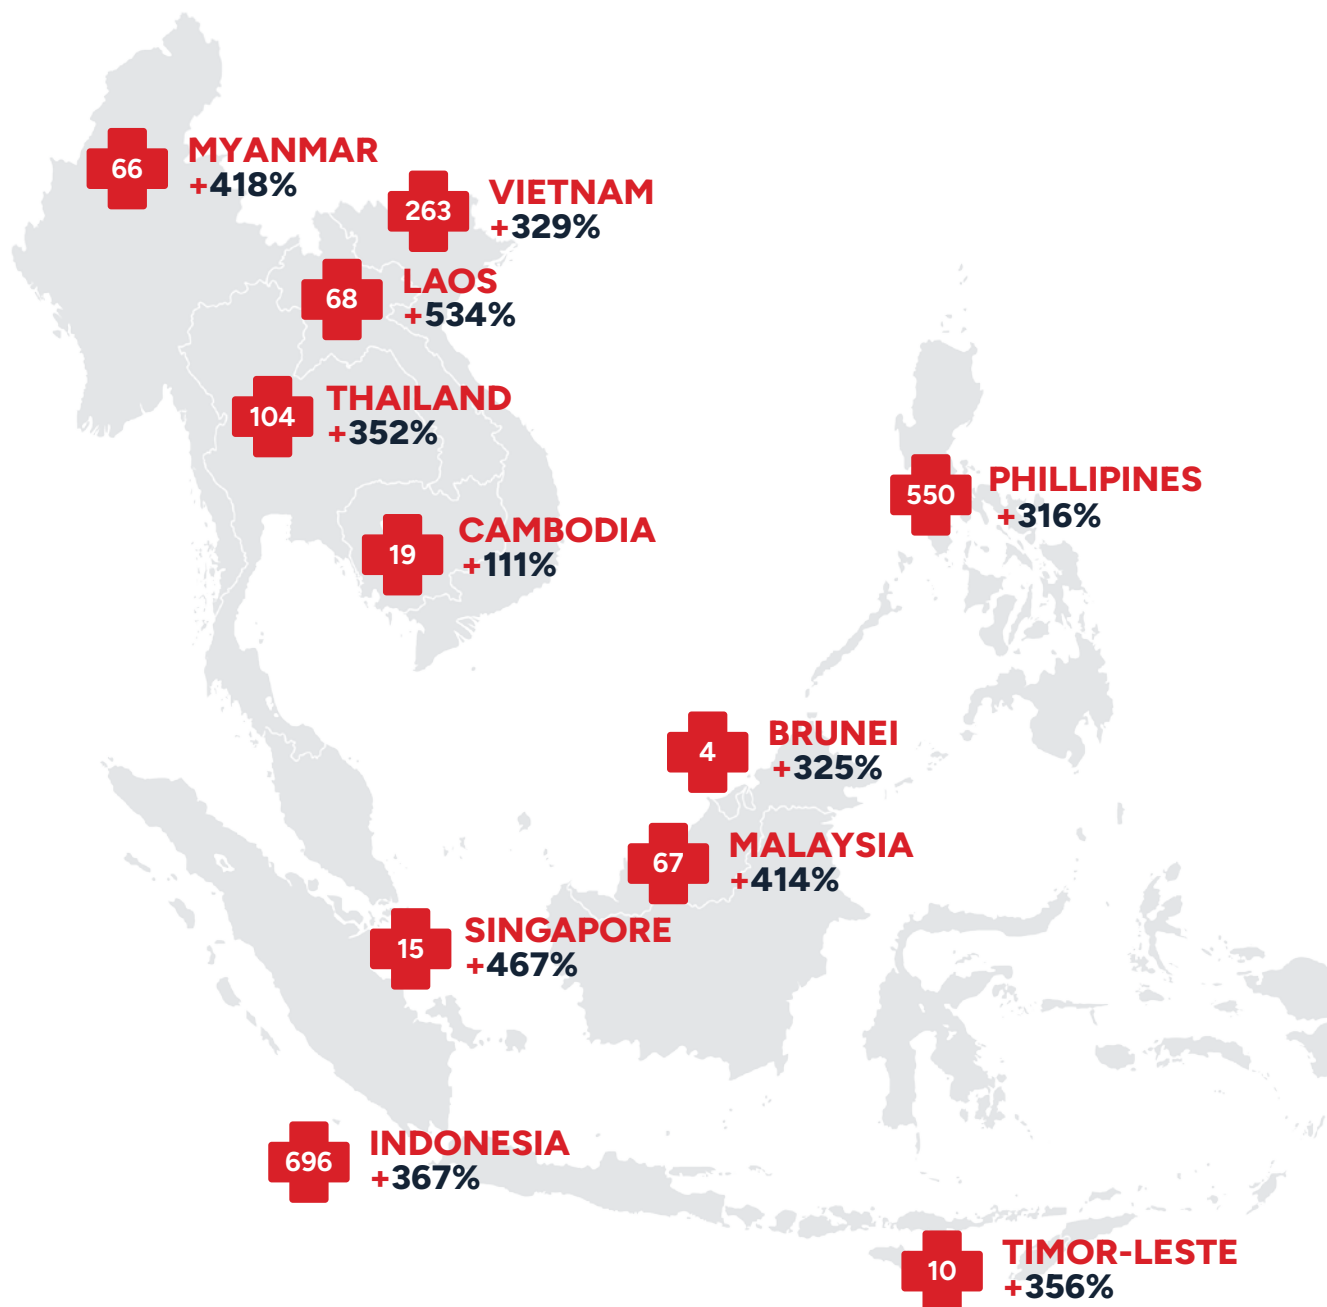 66
MYANMAR
+418%
263
VIETNAM
+329%
68
LAOS
+534%
104
THAILAND
+352%
550
PHILLIPINES
+316%
19
CAMBODIA
+111%
4
BRUNEI
+325%
67
MALAYSIA
+414%
15
SINGAPORE
+467%
696
INDONESIA
+367%
10
TIMOR-LESTE
+356%